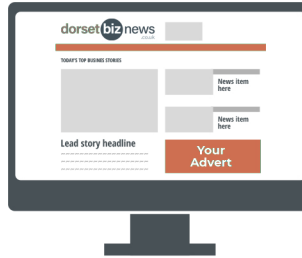 dorset biz news
.co.uk
TODAY'S TOP BUSINES STORIES
News item
here
News item
here
Lead story headline
Your
Advert